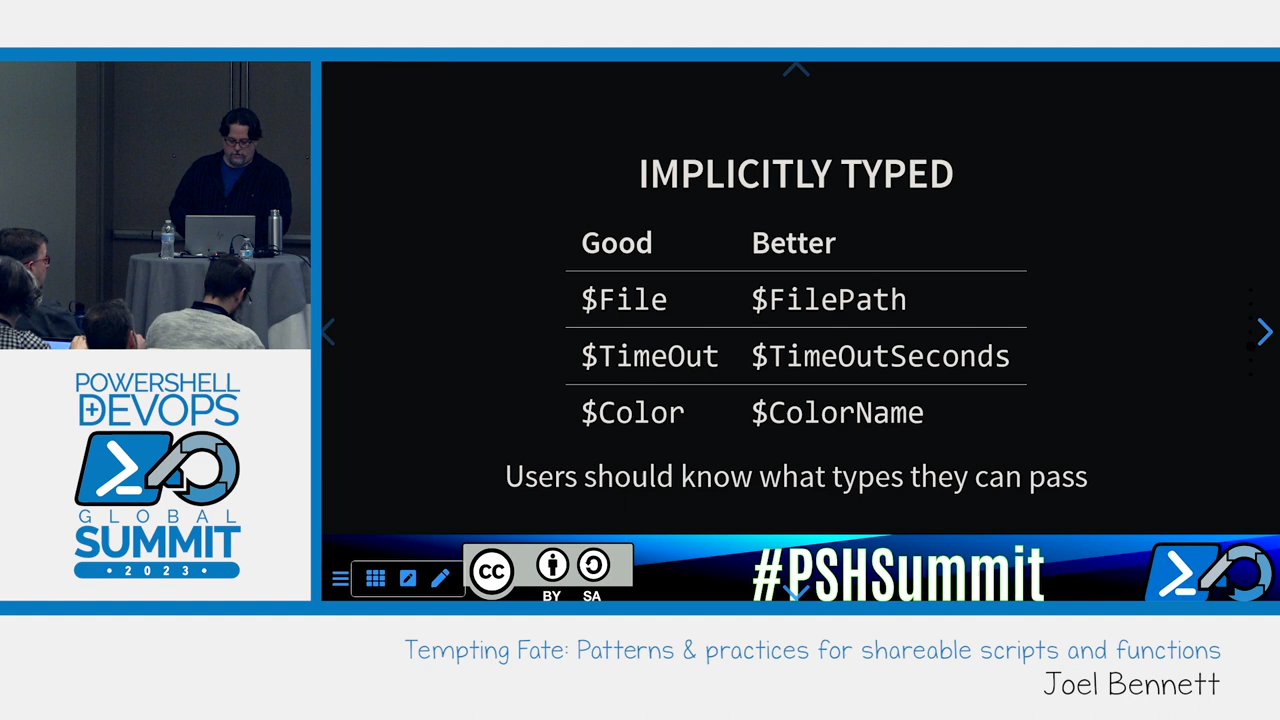 IMPLICITLY TYPED
Good Better
$File $FilePath
$TimeOut $TimeOutSeconds
$Color $ColorName
Users should know what types they can pass
CC
BY SA
#PSHSummit
POWERSHELL
+DEVOPS
GLOBAL
SUMMIT
• 2023 •
Tempting Fate: Patterns & practices for shareable scripts and functions
Joel Bennett